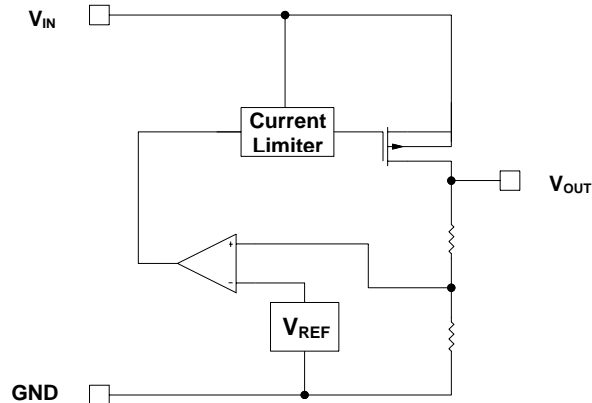 VIN
Current
Limiter
VOUT
+
-
VREF
GND